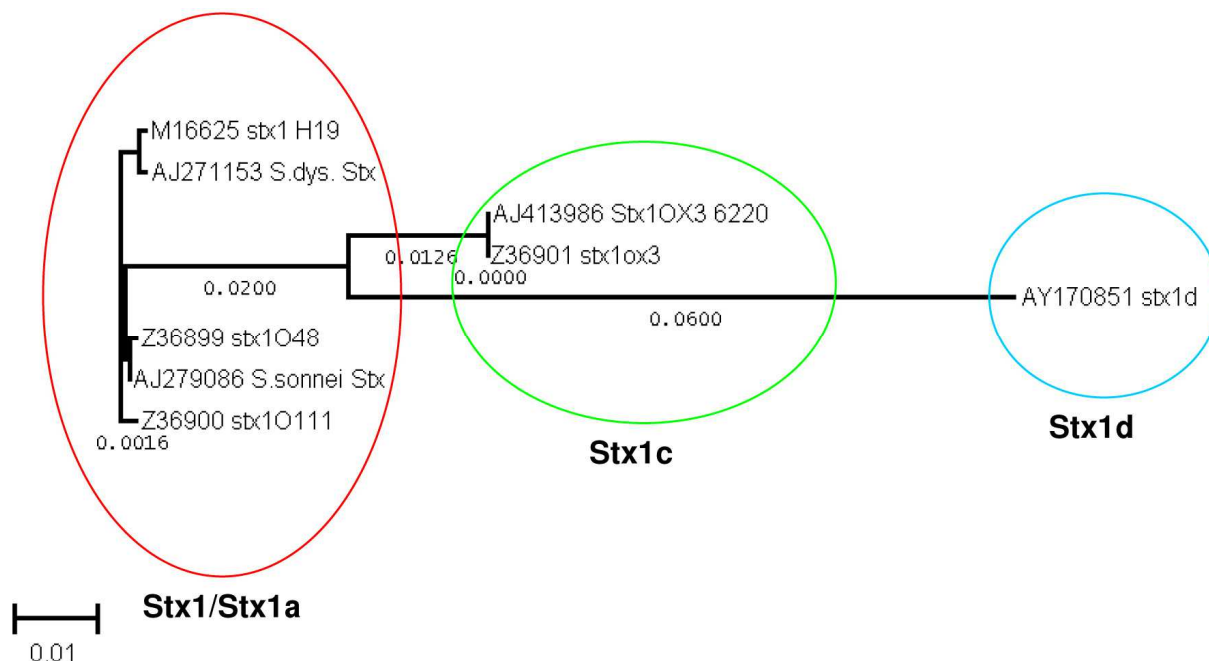 M16625 stx1 H19
AJ271153 S.dys. Stx
AJ413986 Stx1OX3 6220
0.0126
Z36901 stx1ox3
0.0000
0.0200
AY170851 stx1d
0.0600
Z36899 stx1O48
AJ279086 S.sonnei Stx
Z36900 stx1O111
0.0016
Stx1d
Stx1c
Stx1/Stx1a
0.01